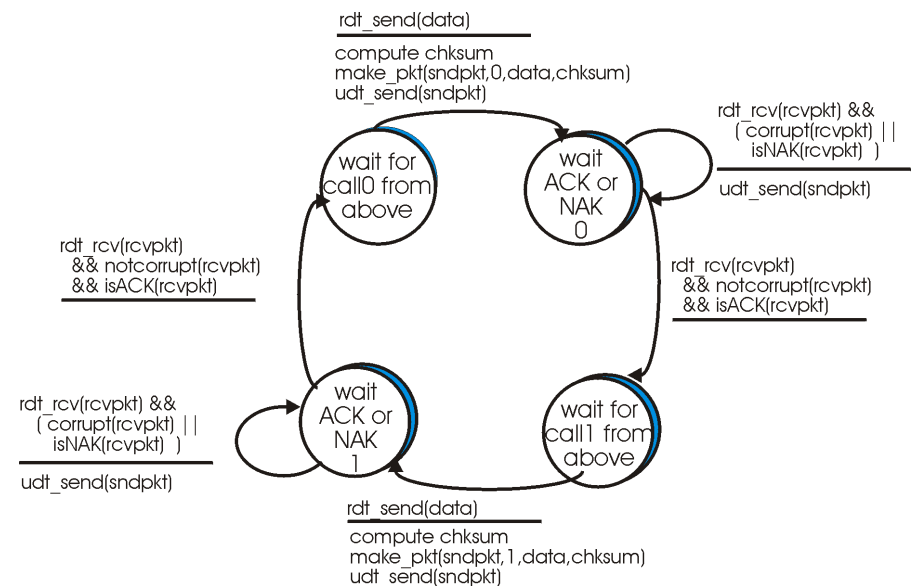 rdt_send(data)
compute chksum
make_pkt(sndpkt,0,data,chksum)
udt_send(sndpkt)
wait for
call0 from
above
wait
ACK or
NAK
0
rdt_rcv(rcvpkt) &&
( corrupt(rcvpkt) ||
isNAK(rcvpkt) )
udt_send(sndpkt)
rdt_rcv(rcvpkt)
&& notcorrupt(rcvpkt)
&& isACK(rcvpkt)
rdt_rcv(rcvpkt)
&& notcorrupt(rcvpkt)
&& isACK(rcvpkt)
wait
ACK or
NAK
1
wait for
call1 from
above
rdt_rcv(rcvpkt) &&
( corrupt(rcvpkt) ||
isNAK(rcvpkt) )
udt_send(sndpkt)
rdt_send(data)
compute chksum
make_pkt(sndpkt,1,data,chksum)
udt_send(sndpkt)